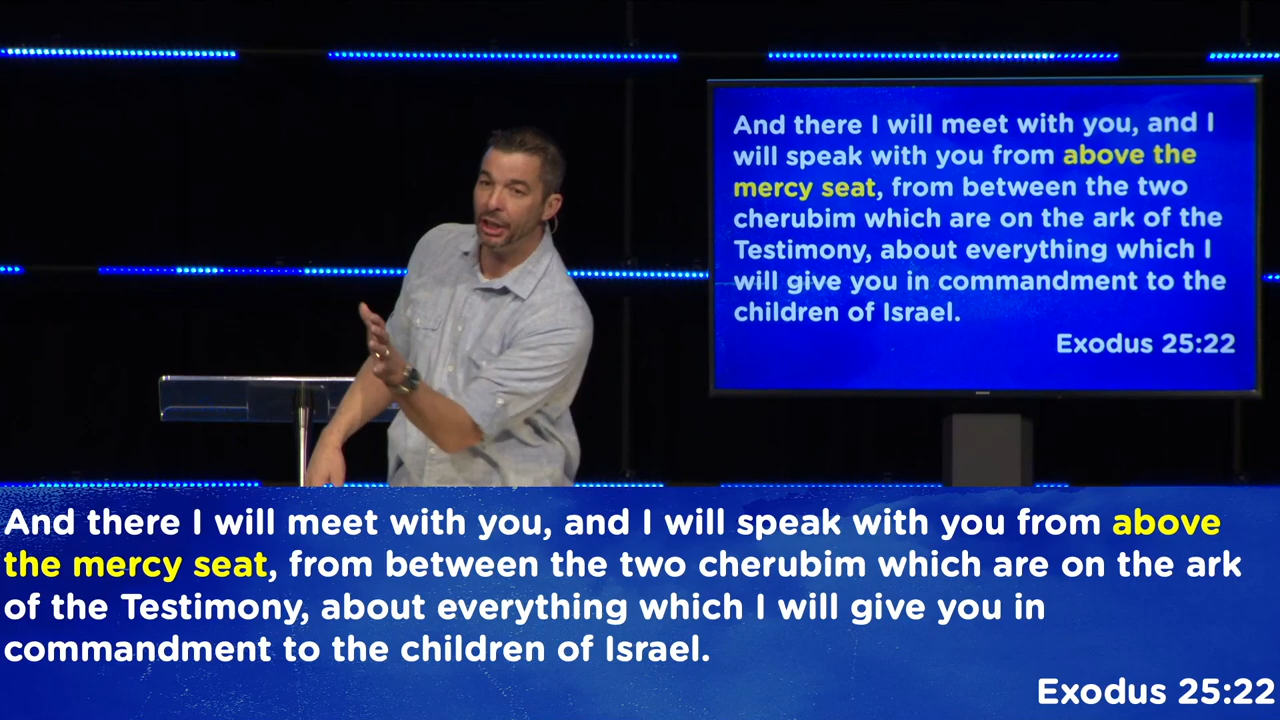 And there I will meet with you, and I
will speak with you from above the
mercy seat, from between the two
cherubim which are on the ark of the
Testimony, about everything which I
will give you in commandment to the
children of Israel.
Exodus 25:22
And there I will meet with you, and I will speak with you from above
the mercy seat, from between the two cherubim which are on the ark
of the Testimony, about everything which I will give you in
commandment to the children of Israel.
Exodus 25:22